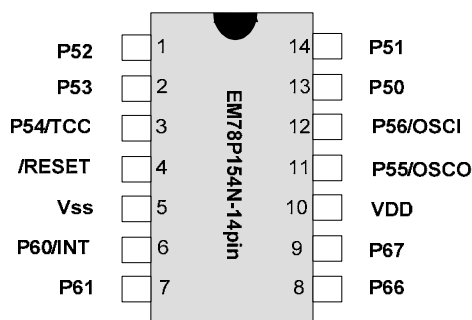 P52 1 14 P51
P53 2 13 P50
P54/TCC 3 12 P56/OSCI
/RESET 4 11 P55/OSCO
Vss 5 10 VDD
P60/INT 6 9 P67
P61 7 8 P66
EM78P154N-14pin